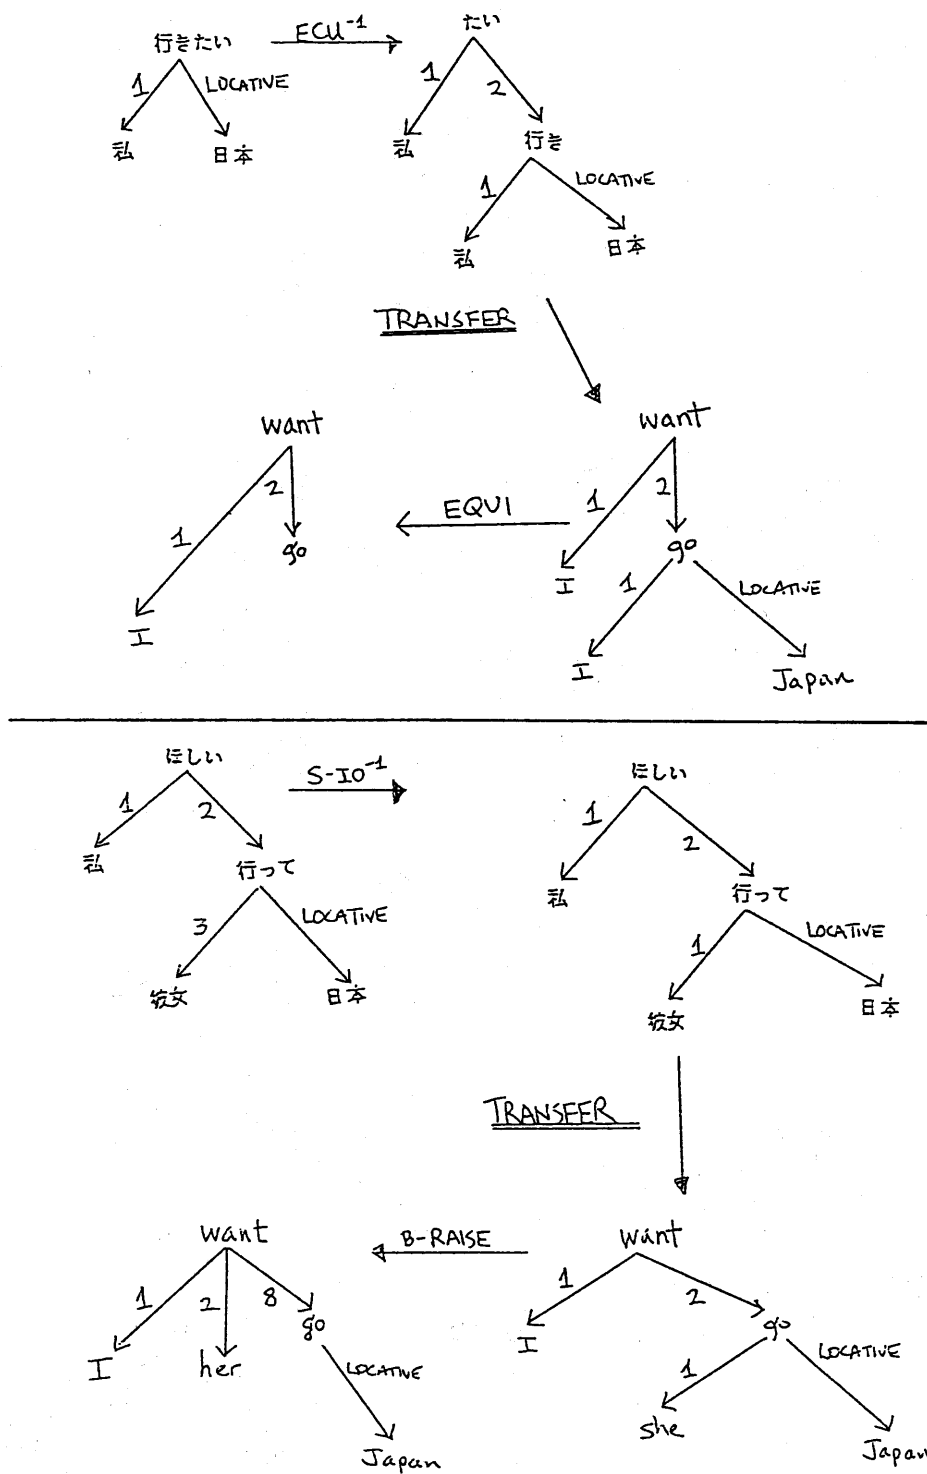 行きたい ECU⁻¹ たい
1 LOCATIVE 1 2
私 日本 私 行き
1 LOCATIVE
私 日本
TRANSFER
want want
1 2 EQUI 1 2
go go
I I 1 LOCATIVE
I Japan
ほしい S-IO⁻¹ ほしい
1 2 1 2
私 行って 私 行って
3 LOCATIVE 1 LOCATIVE
彼女 日本 彼女 日本
TRANSFER
want B-RAISE want
1 2 8 1 2
I her go I go
LOCATIVE 1 LOCATIVE
Japan she Japan